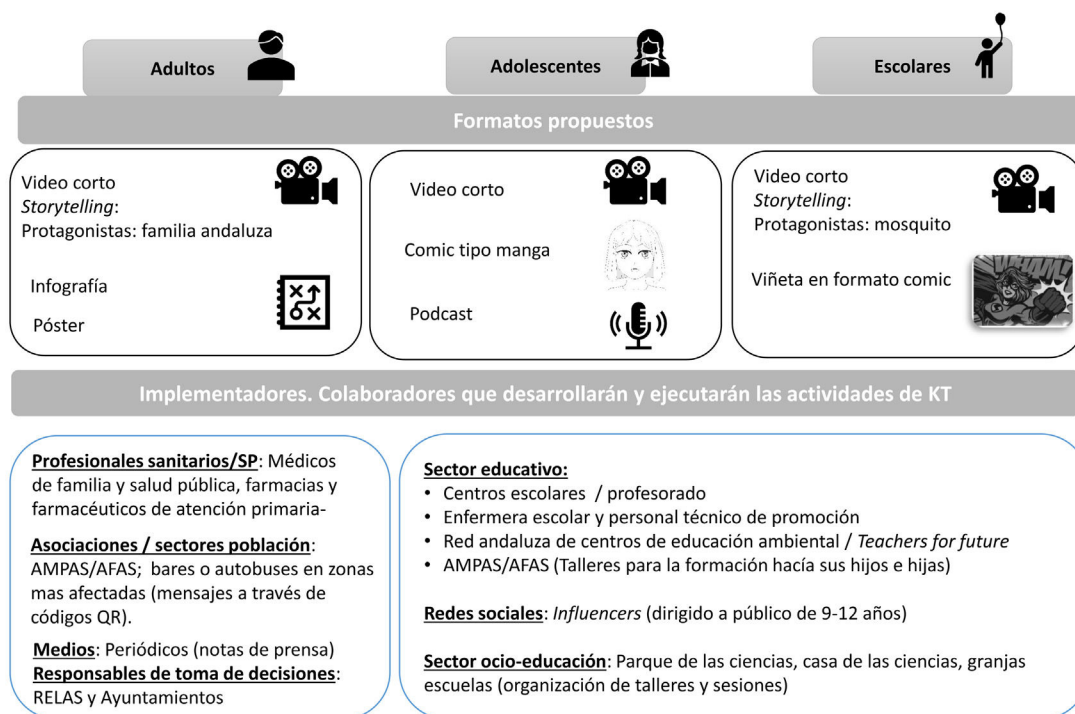 Adultos
Adolescentes
Escolares
Formatos propuestos
Video corto
Storytelling:
Protagonistas: familia andaluza
Infografía
Póster
Video corto
Comic tipo manga
Podcast
Video corto
Storytelling:
Protagonistas: mosquito
Viñeta en formato comic
WHAM!
Implementadores. Colaboradores que desarrollarán y ejecutarán las actividades de KT
Profesionales sanitarios/SP: Médicos
de familia y salud pública, farmacias y
farmacéuticos de atención primaria-
Asociaciones / sectores población:
AMPAS/AFAS; bares o autobuses en zonas
mas afectadas (mensajes a través de
códigos QR).
Medios: Periódicos (notas de prensa)
Responsables de toma de decisiones:
RELAS y Ayuntamientos
Sector educativo:
• Centros escolares / profesorado
• Enfermera escolar y personal técnico de promoción
• Red andaluza de centros de educación ambiental / Teachers for future
• AMPAS/AFAS (Talleres para la formación hacía sus hijos e hijas)
Redes sociales: Influencers (dirigido a público de 9-12 años)
Sector ocio-educación: Parque de las ciencias, casa de las ciencias, granjas
escuelas (organización de talleres y sesiones)